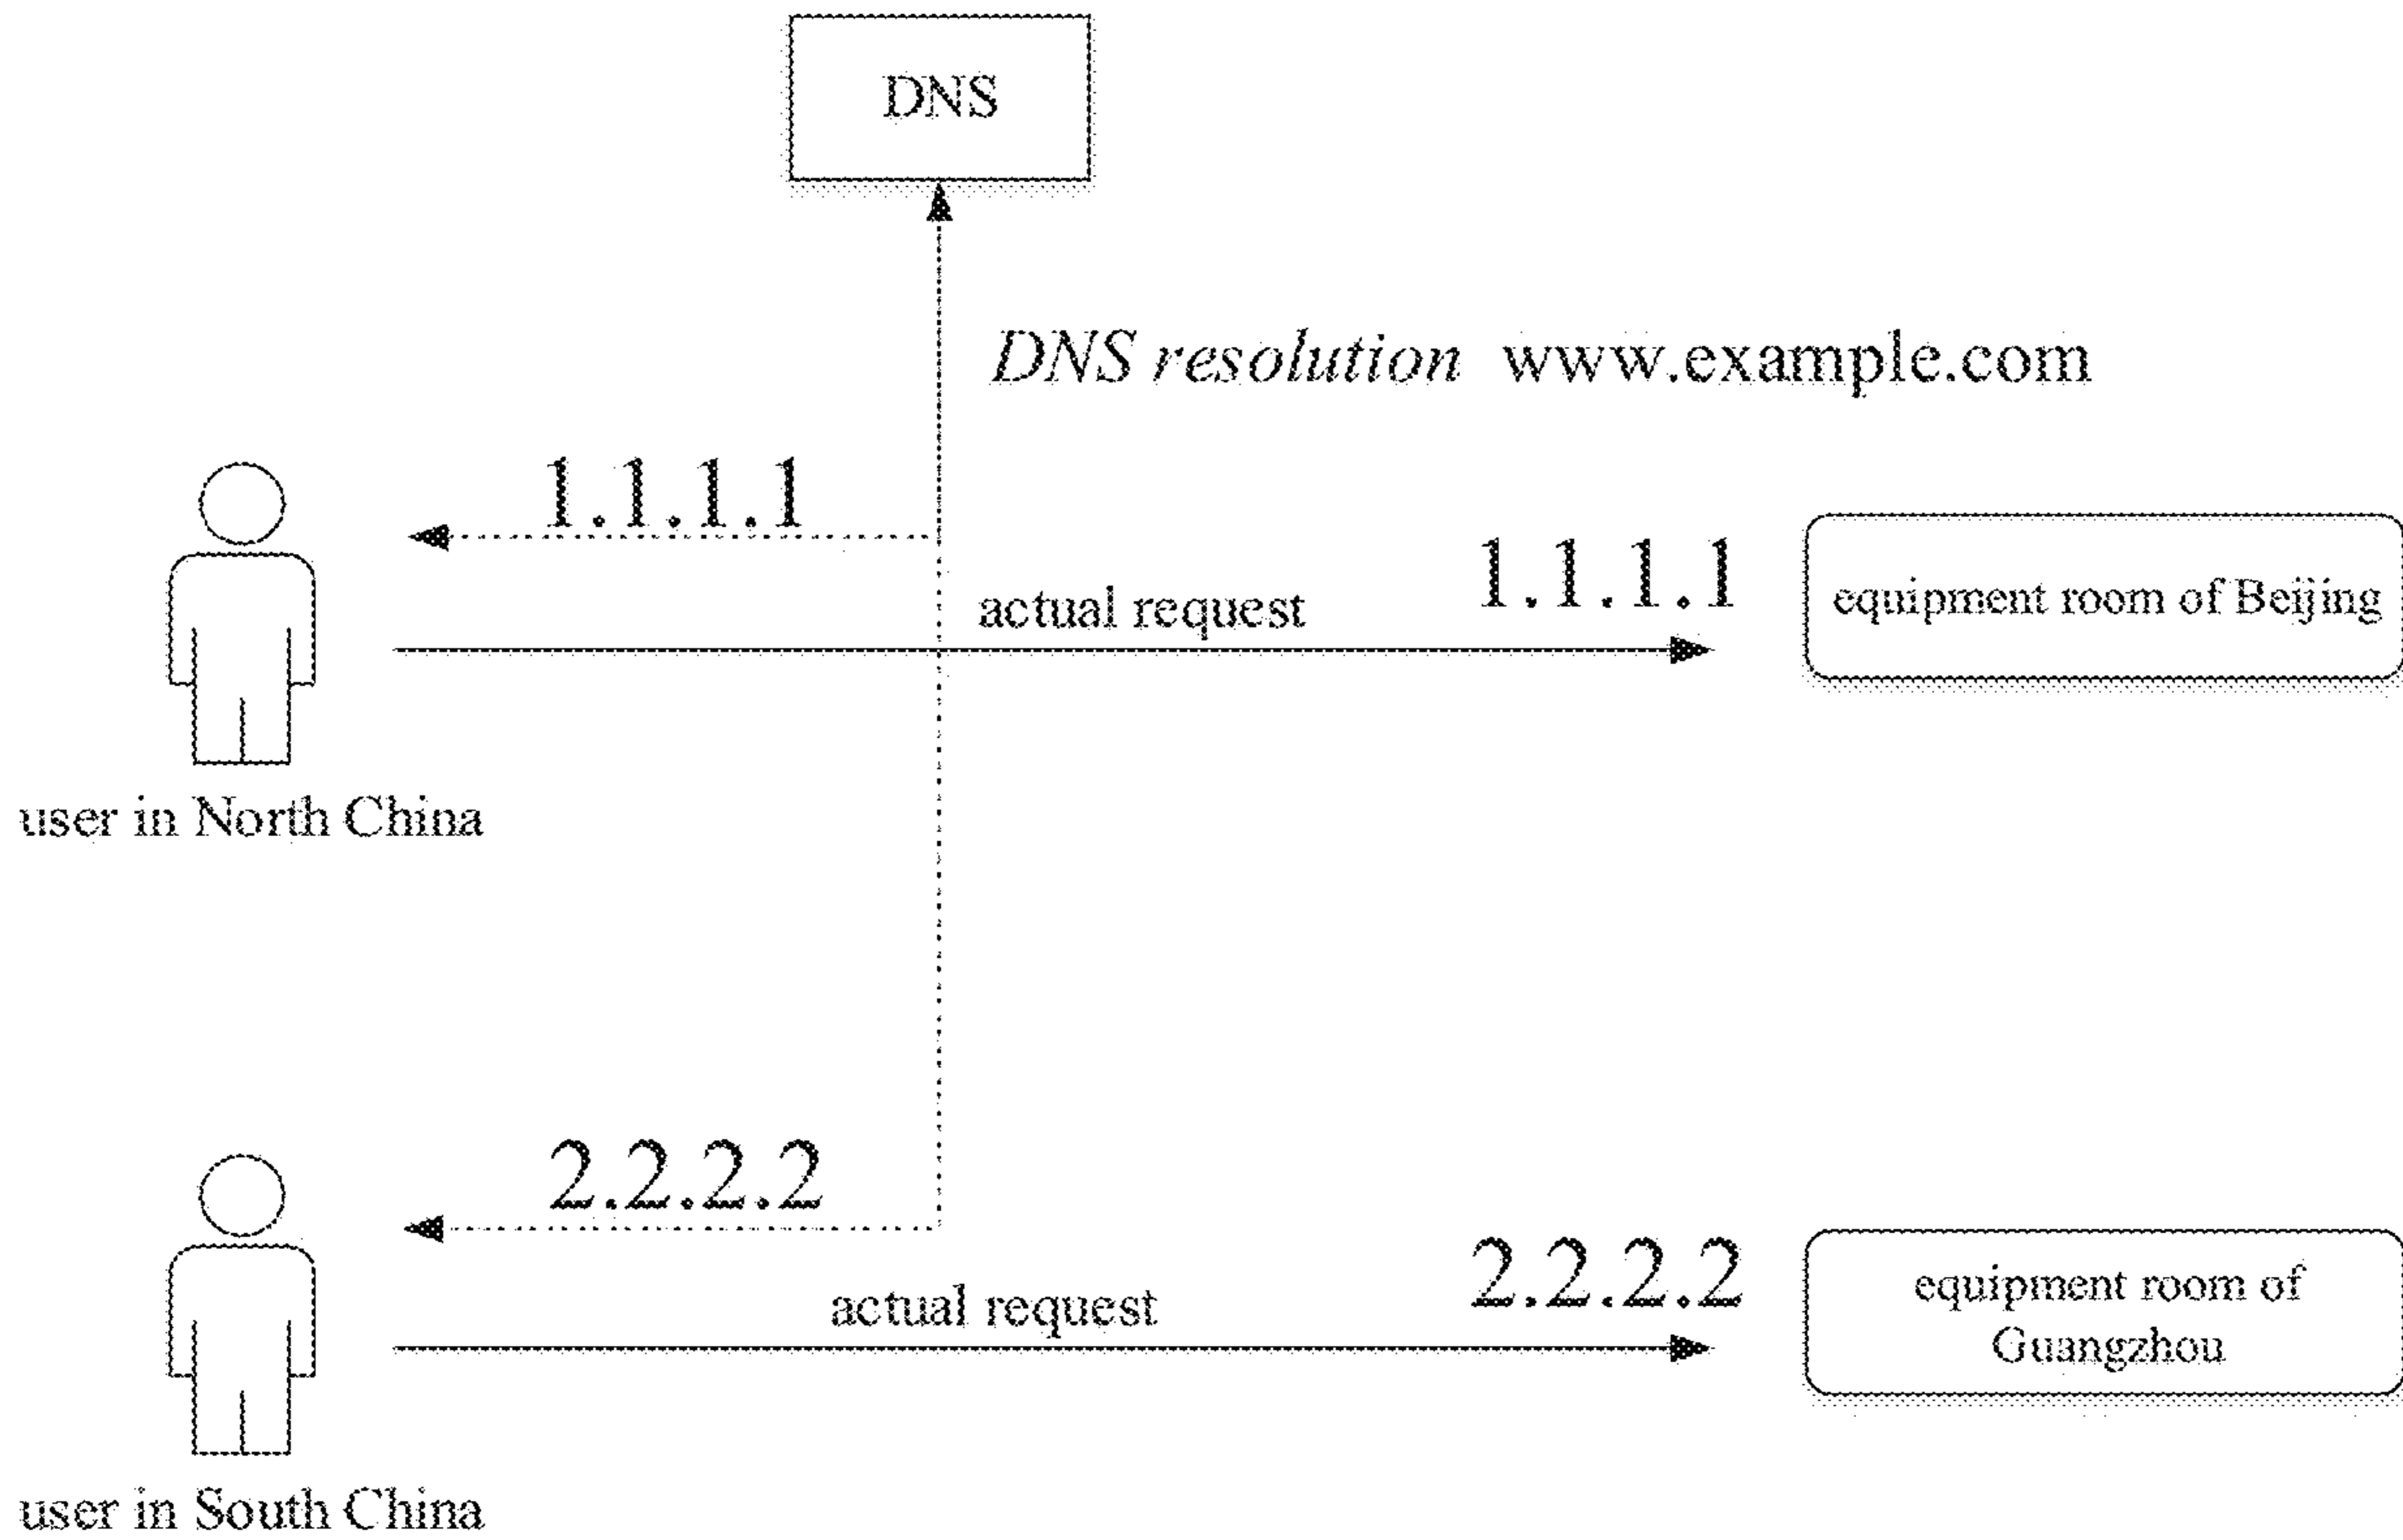 DNS
DNS resolution www.example.com
1.1.1.1
1.1.1.1
actual request
equipment room of Beijing
user in North China
2.2.2.2
2.2.2.2
actual request
equipment room of
Guangzhou
user in South China